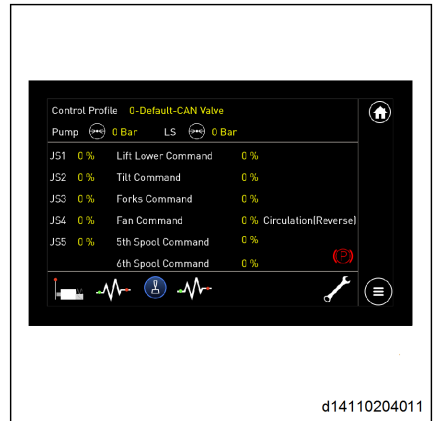 Control Profile 0-Default-CAN Valve
Pump 0 Bar LS 0 Bar
JS1 0 % Lift Lower Command 0 %
JS2 0 % Tilt Command 0 %
JS3 0 % Forks Command 0 %
JS4 0 % Fan Command 0 % Circulation(Reverse)
JS5 0 % 5th Spool Command 0 %
6th Spool Command 0 %
(P)
d14110204011